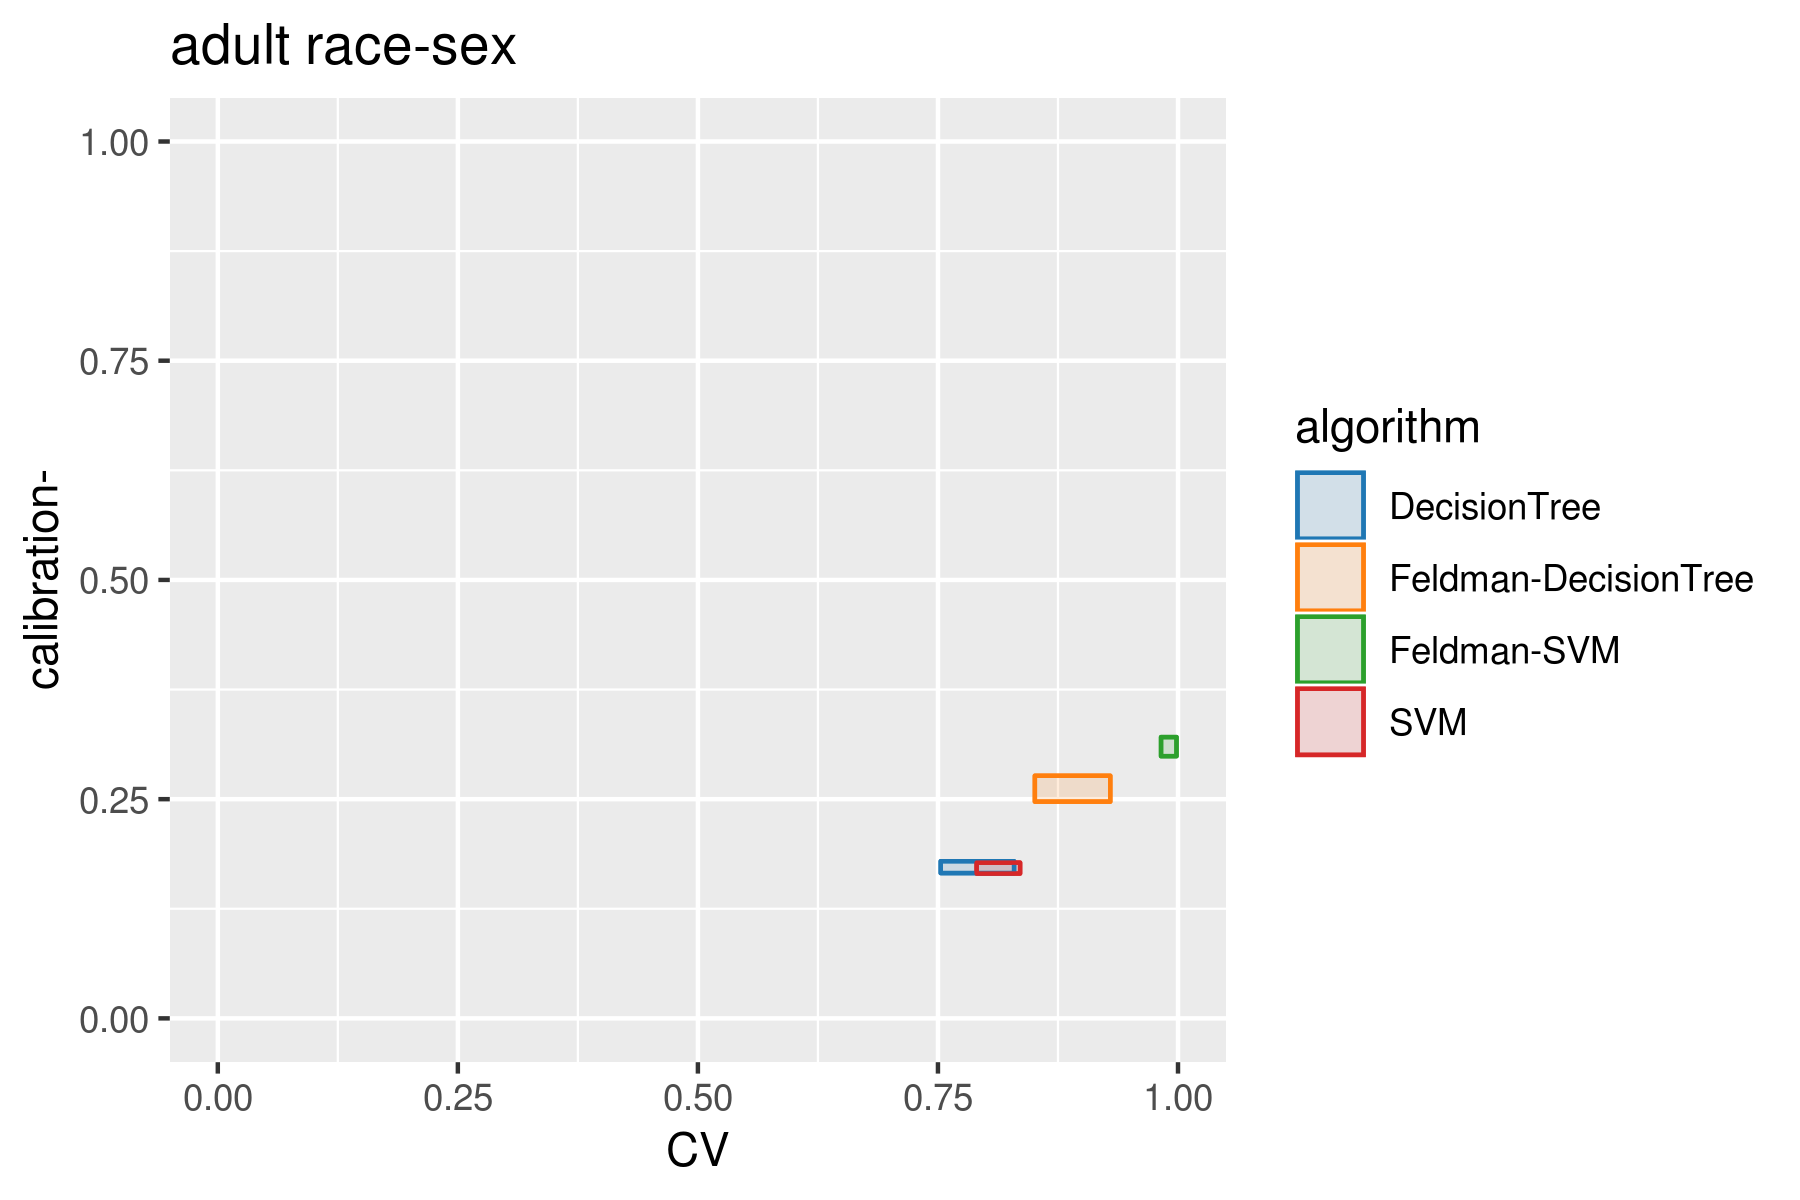 adult race-sex
1.00
0.75
0.50
0.25
0.00
calibration-
0.00 0.25 0.50 0.75 1.00
CV
algorithm
DecisionTree
Feldman-DecisionTree
Feldman-SVM
SVM